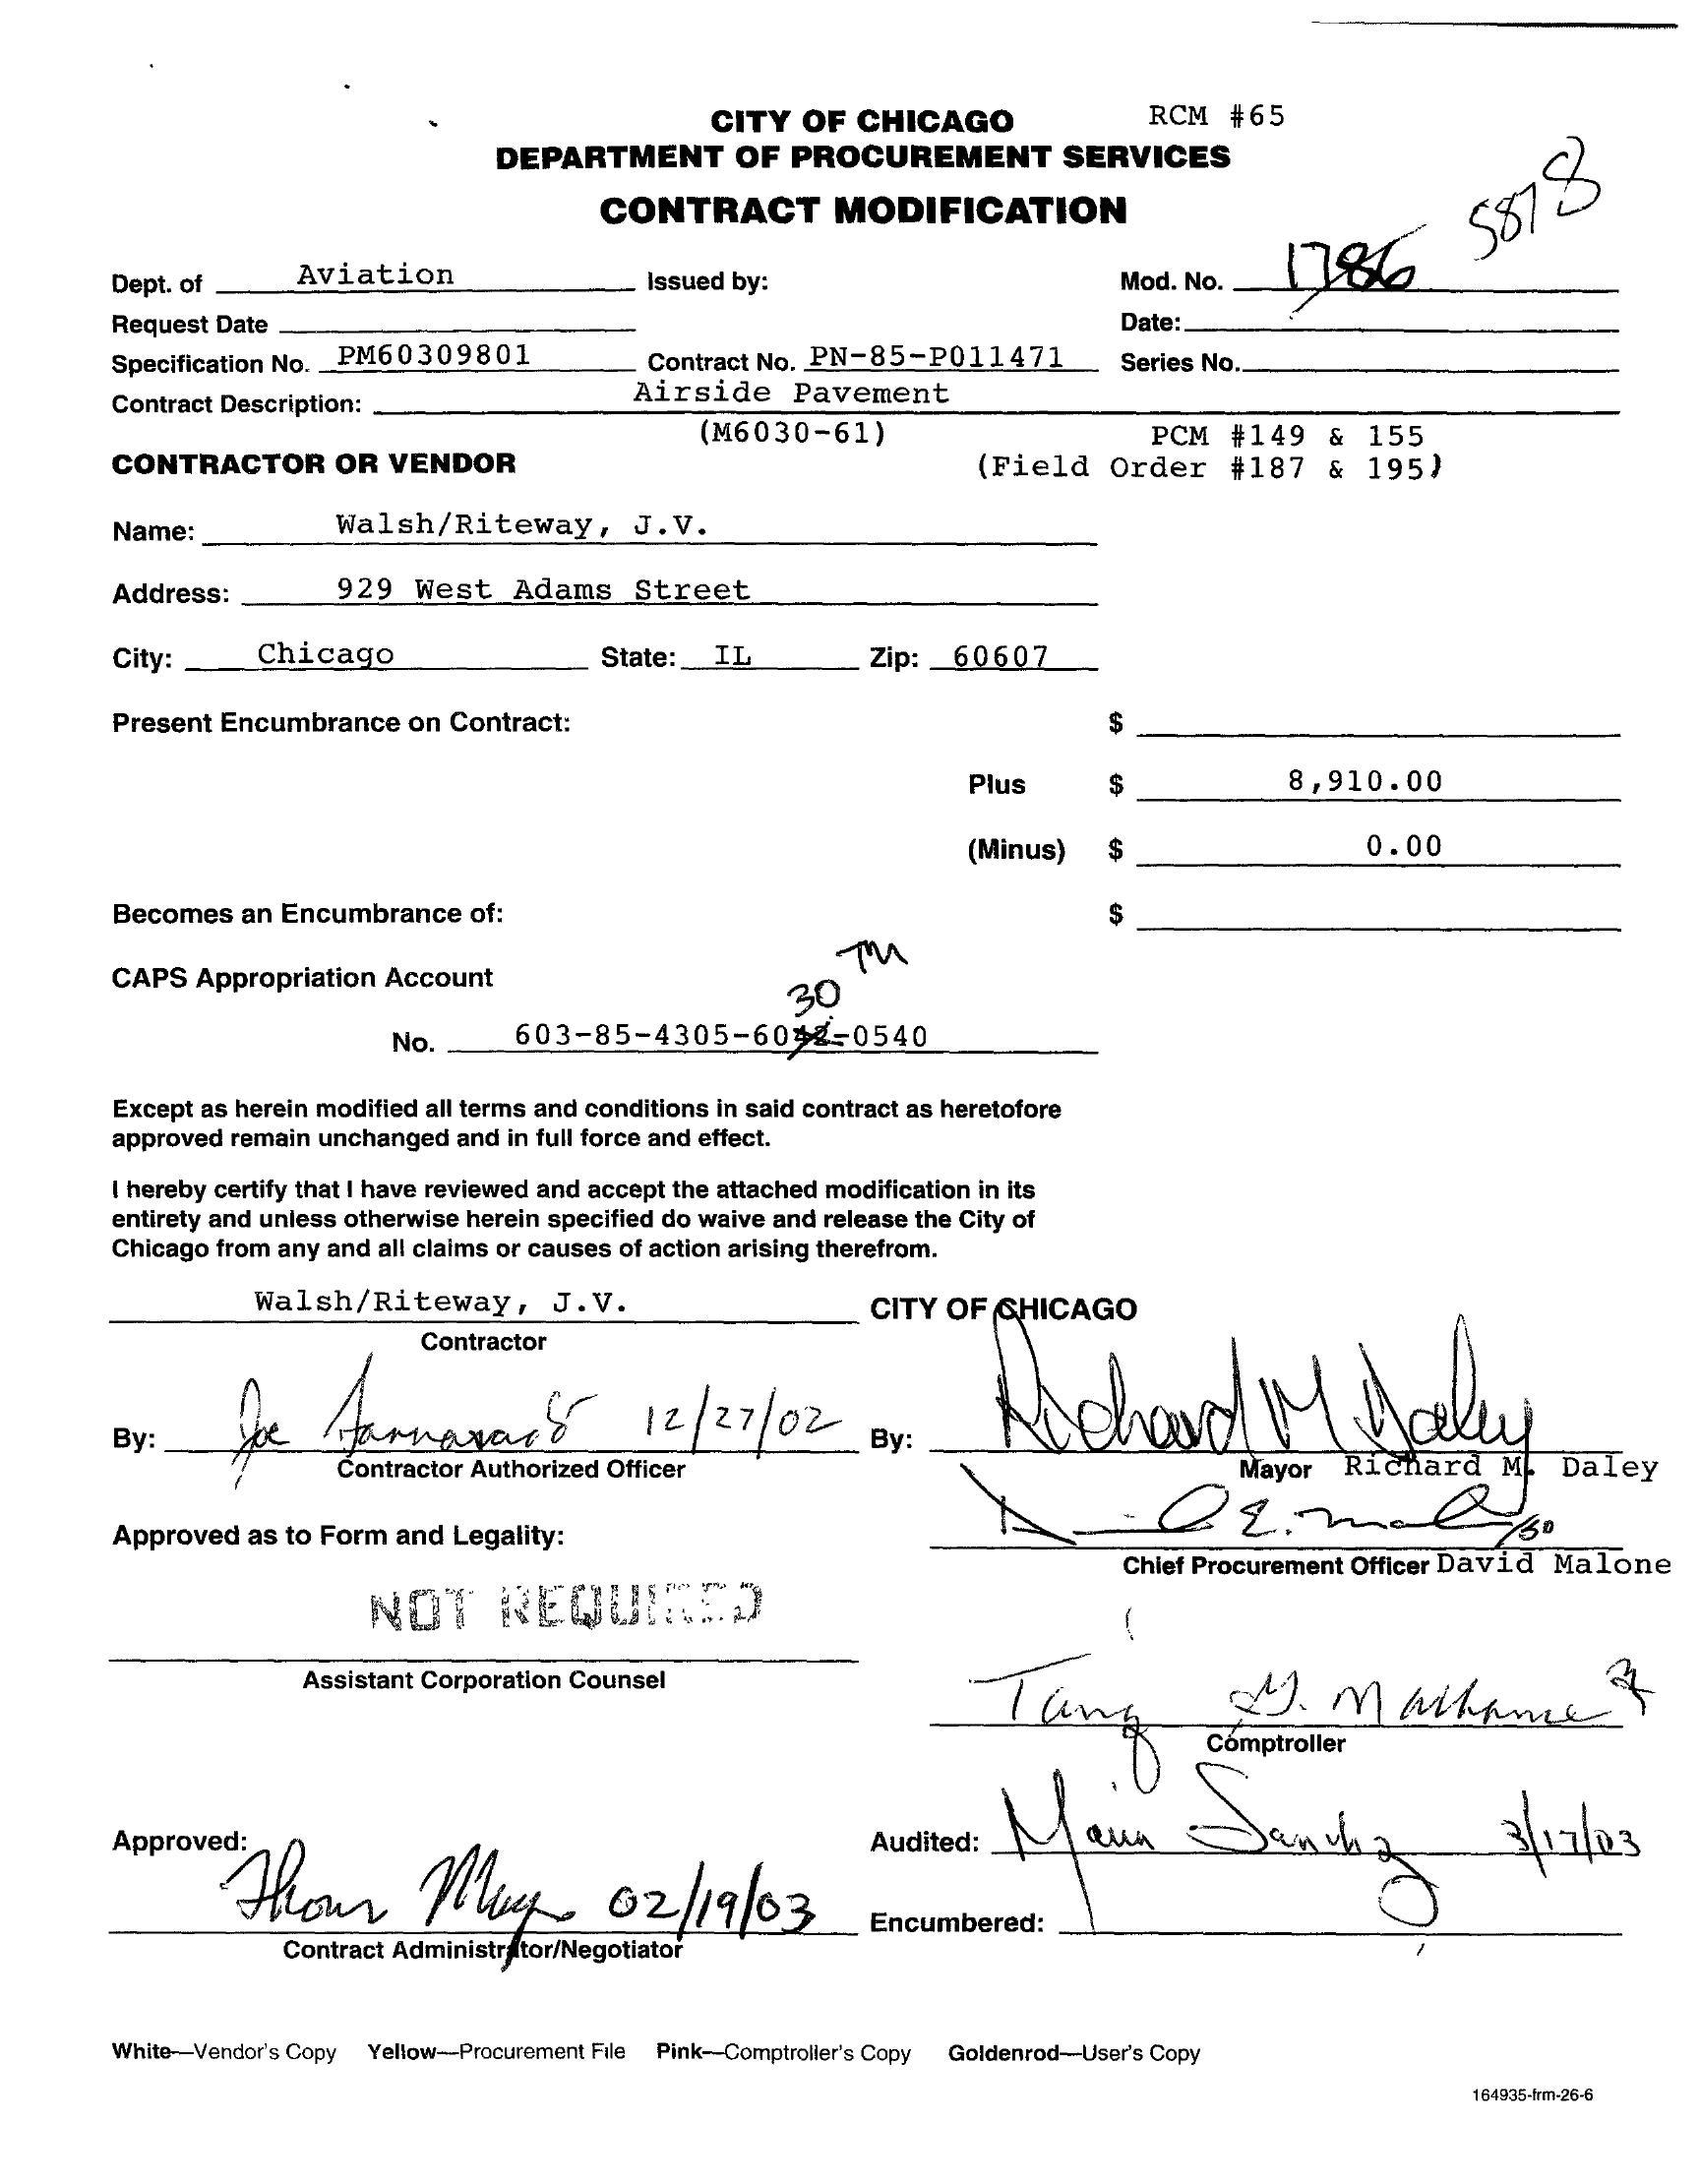 CITY OF CHICAGO RCM #65
DEPARTMENT OF PROCUREMENT SERVICES
CONTRACT MODIFICATION
5878
Dept. of Aviation Issued by: Mod. No. 1786
Request Date Date:
Specification No. PM60309801 Contract No. PN-85-P011471 Series No.
Contract Description: Airside Pavement
(M6030-61) PCM #149 & 155
CONTRACTOR OR VENDOR (Field Order #187 & 195)
Name: Walsh/Riteway, J.V.
Address: 929 West Adams Street
City: Chicago State: IL Zip: 60607
Present Encumbrance on Contract: $
Plus $ 8,910.00
(Minus) $ 0.00
Becomes an Encumbrance of: $
TM
CAPS Appropriation Account
30
No. 603-85-4305-6042-0540
Except as herein modified all terms and conditions in said contract as heretofore
approved remain unchanged and in full force and effect.
I hereby certify that I have reviewed and accept the attached modification in its
entirety and unless otherwise herein specified do waive and release the City of
Chicago from any and all claims or causes of action arising therefrom.
Walsh/Riteway, J.V. CITY OF CHICAGO
Contractor
By: Joe 12/27/02 By: Richard M Daley
Contractor Authorized Officer Mayor Richard M. Daley
Approved as to Form and Legality:
Chief Procurement Officer David Malone
NOT REQUIRED
Assistant Corporation Counsel
Comptroller
Approved: Audited: Sanchez 3/17/03
02/19/03 Encumbered:
Contract Administrator/Negotiator
White—Vendor's Copy Yellow—Procurement File Pink—Comptroller's Copy Goldenrod—User's Copy
164935-frm-26-6